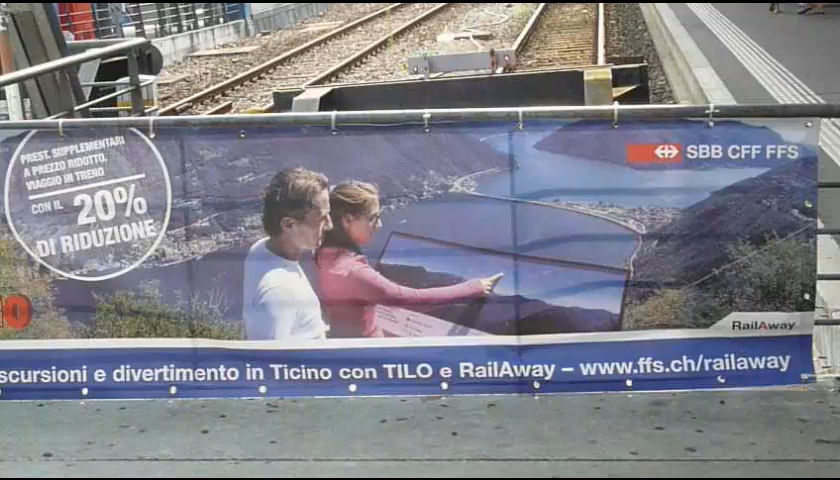 PREST. SUPPLEMENTARI
A PREZZO RIDOTTO.
VIAGGIO IN TRENO
CON IL 20%
DI RIDUZIONE
SBB CFF FFS
RailAway
scursioni e divertimento in Ticino con TILO e RailAway – www.ffs.ch/railaway